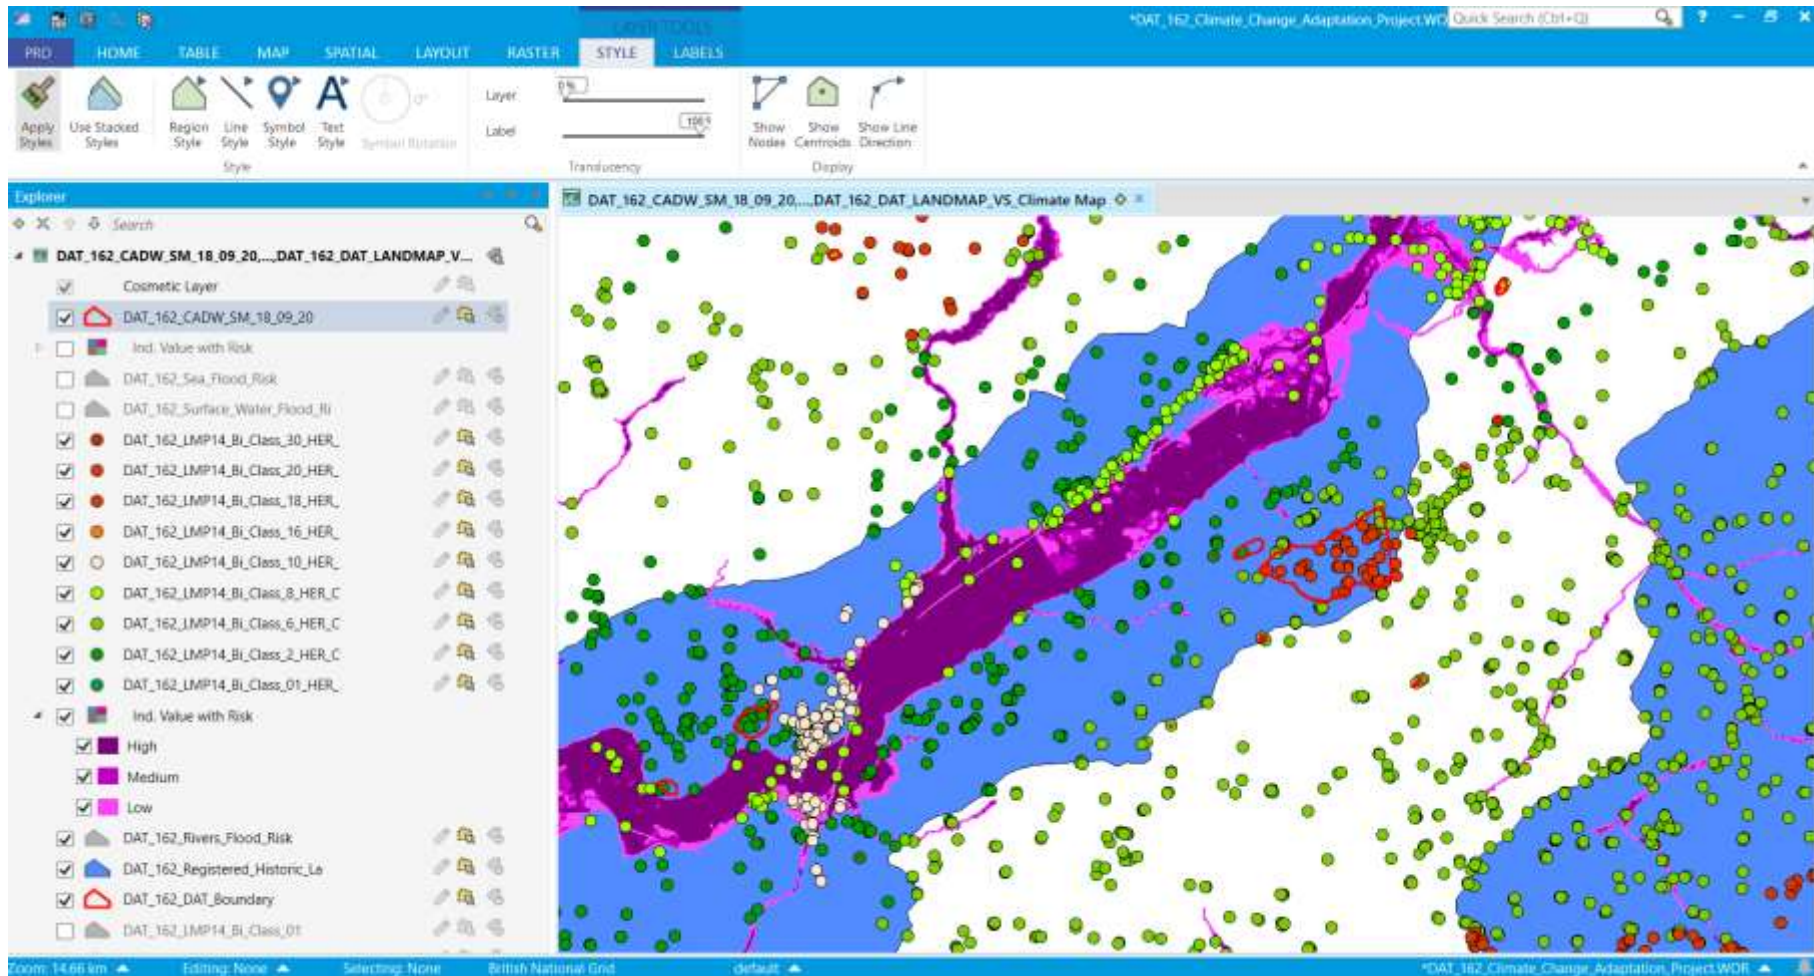 LAYER TOOLS
*DAT_162_Climate_Change_Adaptation_Project.WO
Quick Search (Ctrl+Q)
PRO HOME TABLE MAP SPATIAL LAYOUT RASTER STYLE LABELS
Apply Styles
Use Stacked Styles
Region Style
Line Style
Symbol Style
Text Style
Symbol Rotation
0°
Style
Layer
0 %
Label
Translucency
Show Nodes
Show Centroids
Show Line Direction
Display
Explorer
Search
DAT_162_CADW_SM_18_09_20,...,DAT_162_DAT_LANDMAP_V...
Cosmetic Layer
DAT_162_CADW_SM_18_09_20
Ind. Value with Risk
DAT_162_Sea_Flood_Risk
DAT_162_Surface_Water_Flood_Ri
DAT_162_LMP14_Bi_Class_30_HER_
DAT_162_LMP14_Bi_Class_20_HER_
DAT_162_LMP14_Bi_Class_18_HER_
DAT_162_LMP14_Bi_Class_16_HER_
DAT_162_LMP14_Bi_Class_10_HER_
DAT_162_LMP14_Bi_Class_8_HER_C
DAT_162_LMP14_Bi_Class_6_HER_C
DAT_162_LMP14_Bi_Class_2_HER_C
DAT_162_LMP14_Bi_Class_01_HER_
Ind. Value with Risk
High
Medium
Low
DAT_162_Rivers_Flood_Risk
DAT_162_Registered_Historic_La
DAT_162_DAT_Boundary
DAT_162_LMP14_Bi_Class_01
DAT_162_CADW_SM_18_09_20,...,DAT_162_DAT_LANDMAP_VS_Climate Map
Zoom: 14.66 km Editing: None Selecting: None British National Grid default *DAT_162_Climate_Change_Adaptation_Project.WOR